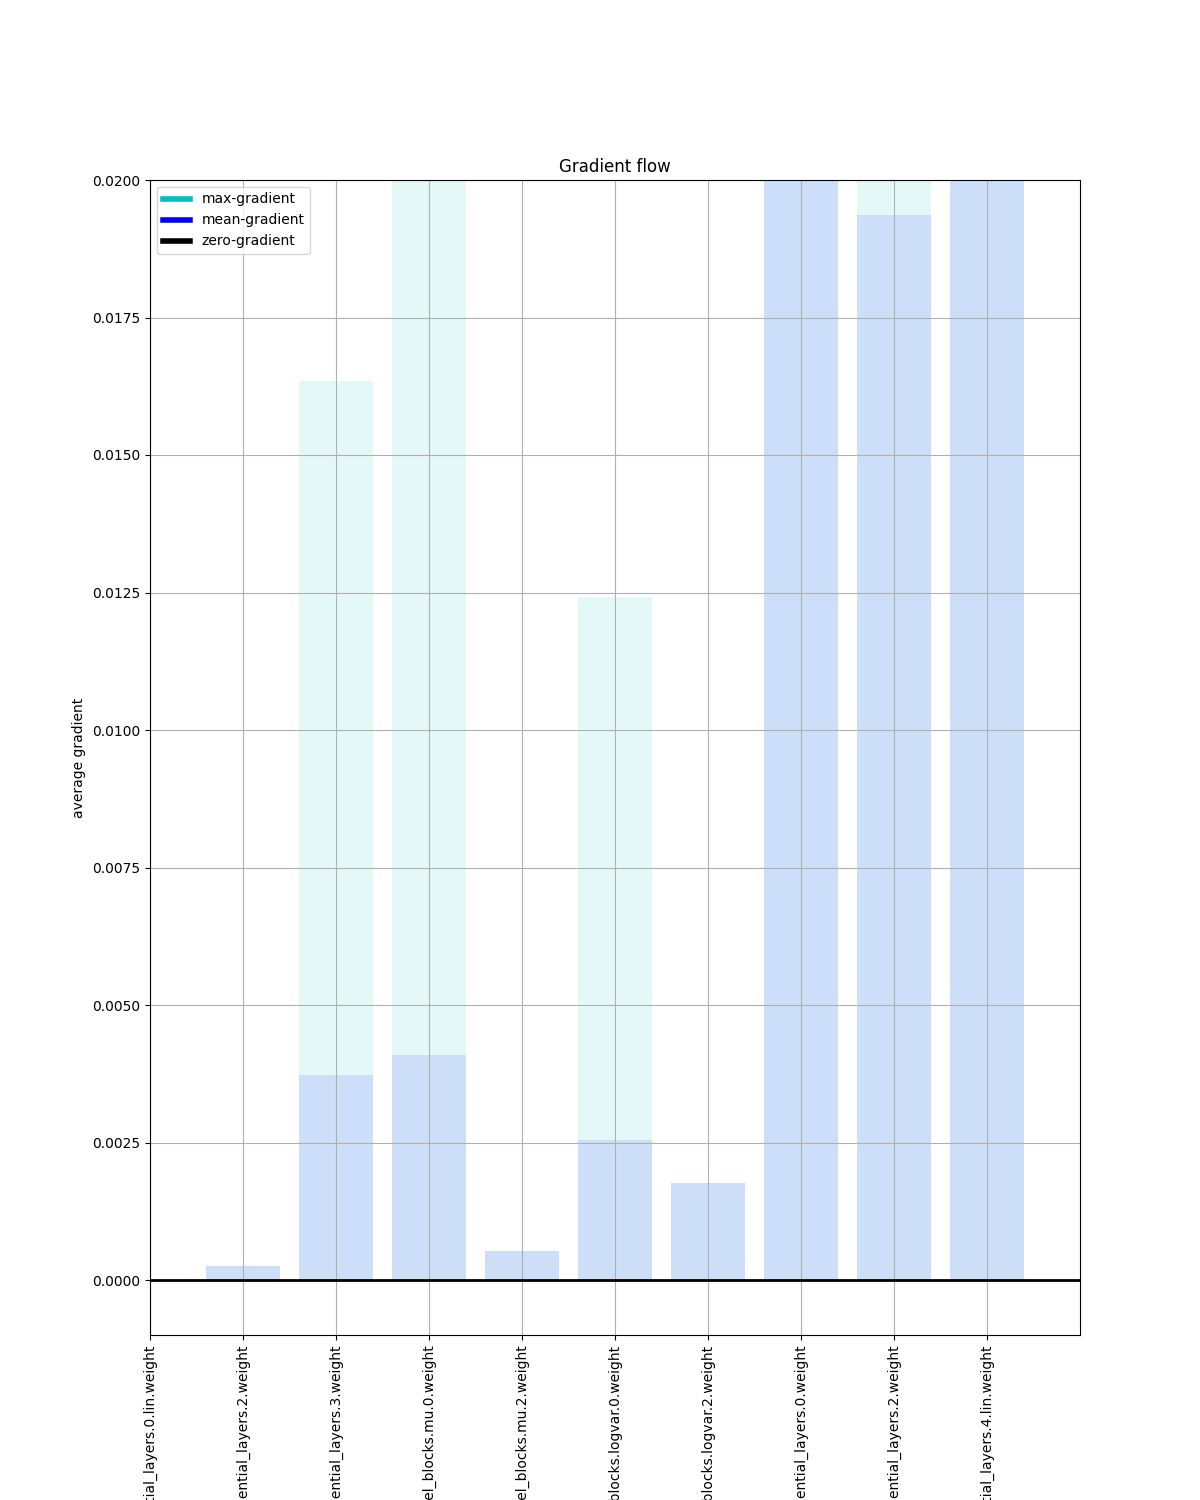 Gradient flow
max-gradient
mean-gradient
zero-gradient
0.0200
0.0175
0.0150
0.0125
0.0100
0.0075
0.0050
0.0025
0.0000
average gradient
tial_layers.0.lin.weight
ential_layers.2.weight
ential_layers.3.weight
el_blocks.mu.0.weight
el_blocks.mu.2.weight
blocks.logvar.0.weight
blocks.logvar.2.weight
ential_layers.0.weight
ential_layers.2.weight
tial_layers.4.lin.weight